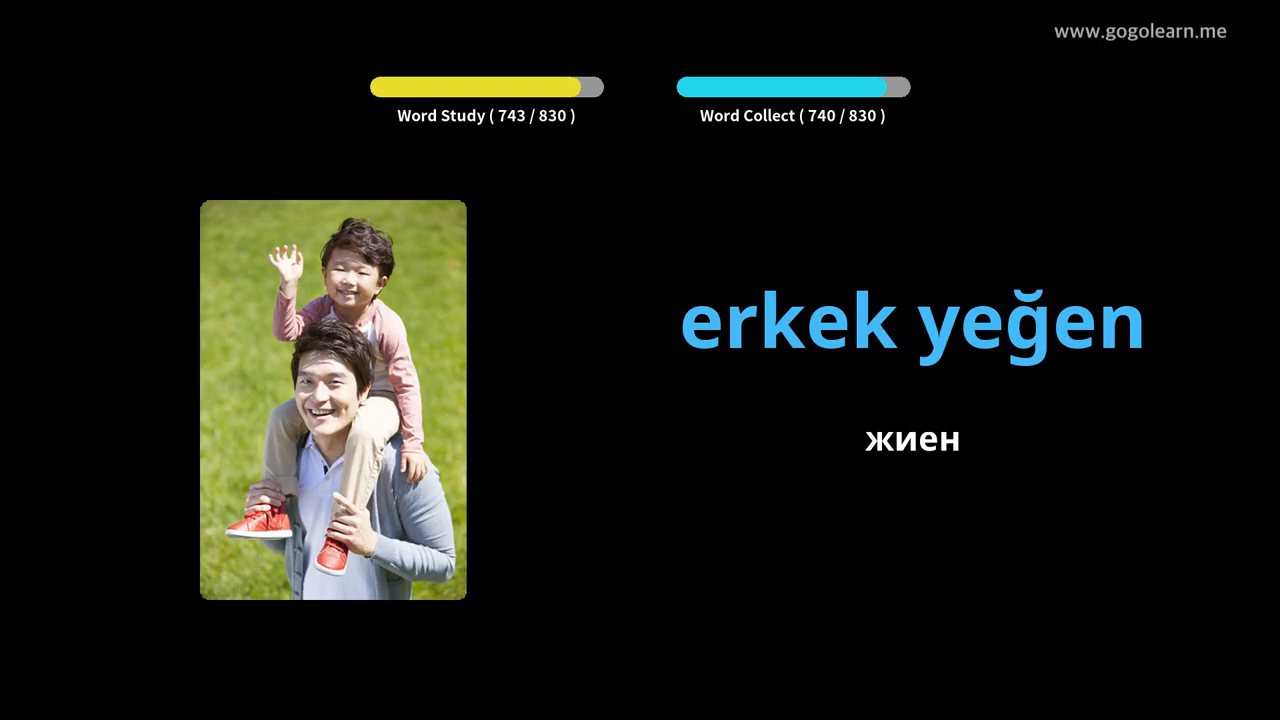 www.gogolearn.me
Word Study ( 743 / 830 )
Word Collect ( 740 / 830 )
erkek yeğen
жиен